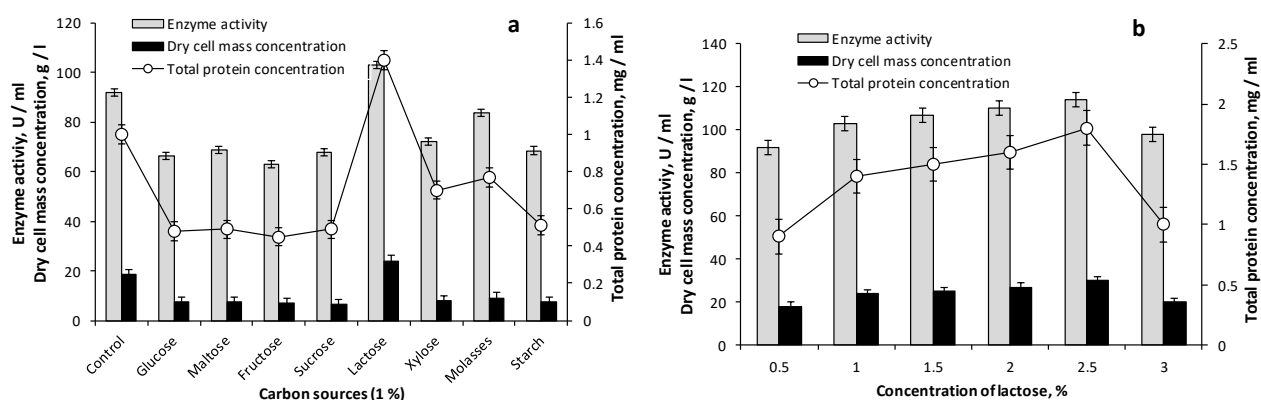 a
Enzyme activity
Dry cell mass concentration
Total protein concentration
Enzyme activiy, U / ml
Dry cell mass concentration, g / l
120
100
80
60
40
20
0
1.6
1.4
1.2
1
0.8
0.6
0.4
0.2
0
Total protein concentration, mg / ml
Control
Glucose
Maltose
Fructose
Sucrose
Lactose
Xylose
Molasses
Starch
Carbon sources (1 %)
b
Enzyme activity
Dry cell mass concentration
Total protein concentration
Enzyme activiy, U / ml
Dry cell mass concentration, g / l
140
120
100
80
60
40
20
0
2.5
2
1.5
1
0.5
0
Total protein concentration, mg / ml
0.5 1 1.5 2 2.5 3
Concentration of lactose, %